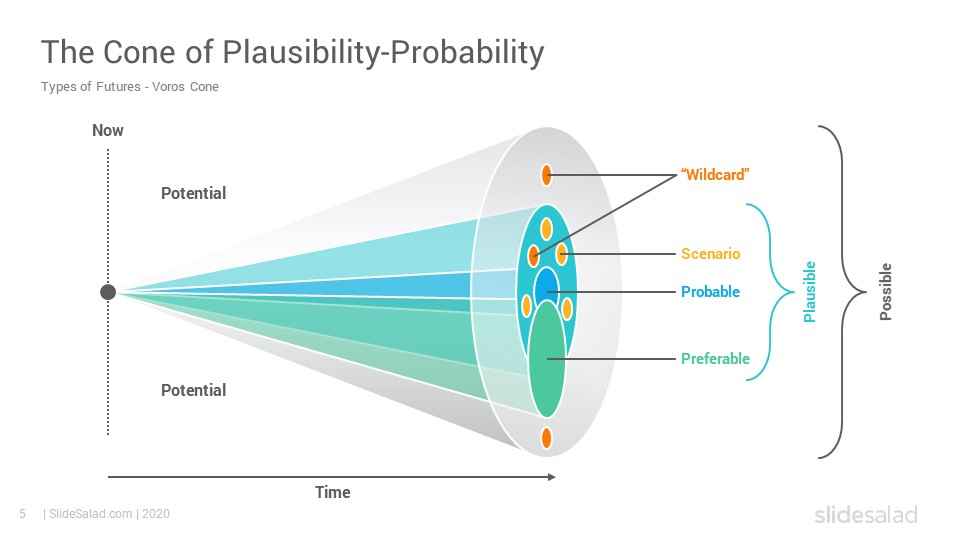 The Cone of Plausibility-Probability
Types of Futures - Voros Cone
Now
Potential
“Wildcard”
Scenario
Probable
Preferable
Plausible
Possible
Potential
Time
5 | SlideSalad.com | 2020
slidesalad